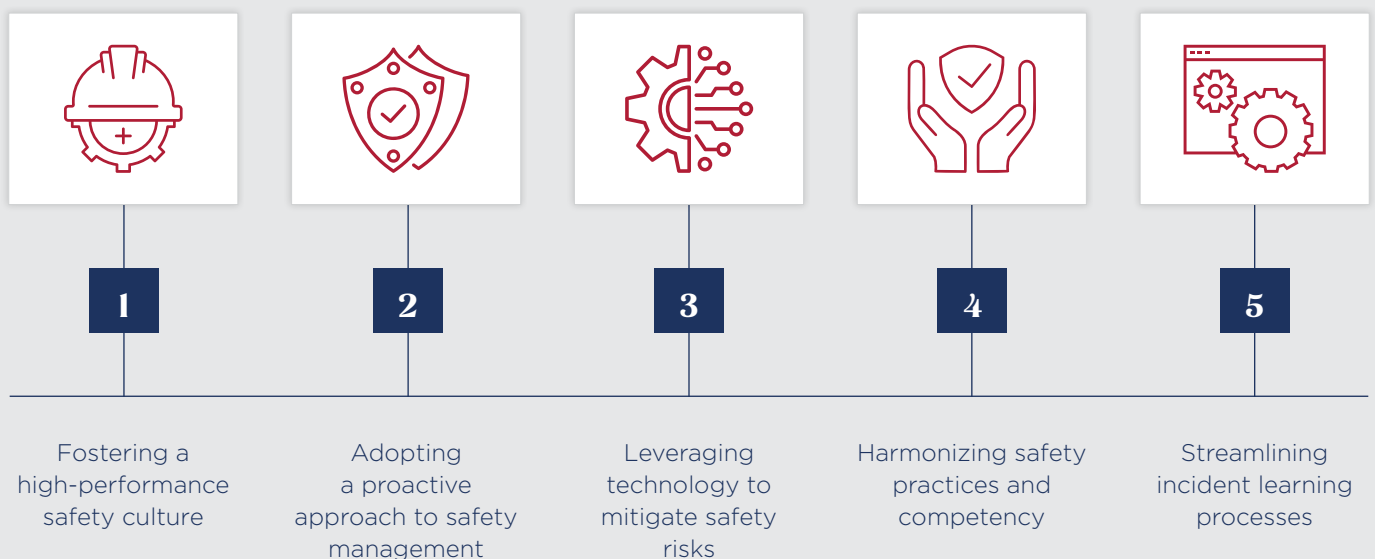 1
2
3
4
5
Fostering a
high-performance
safety culture
Adopting
a proactive
approach to safety
management
Leveraging
technology to
mitigate safety
risks
Harmonizing safety
practices and
competency
Streamlining
incident learning
processes